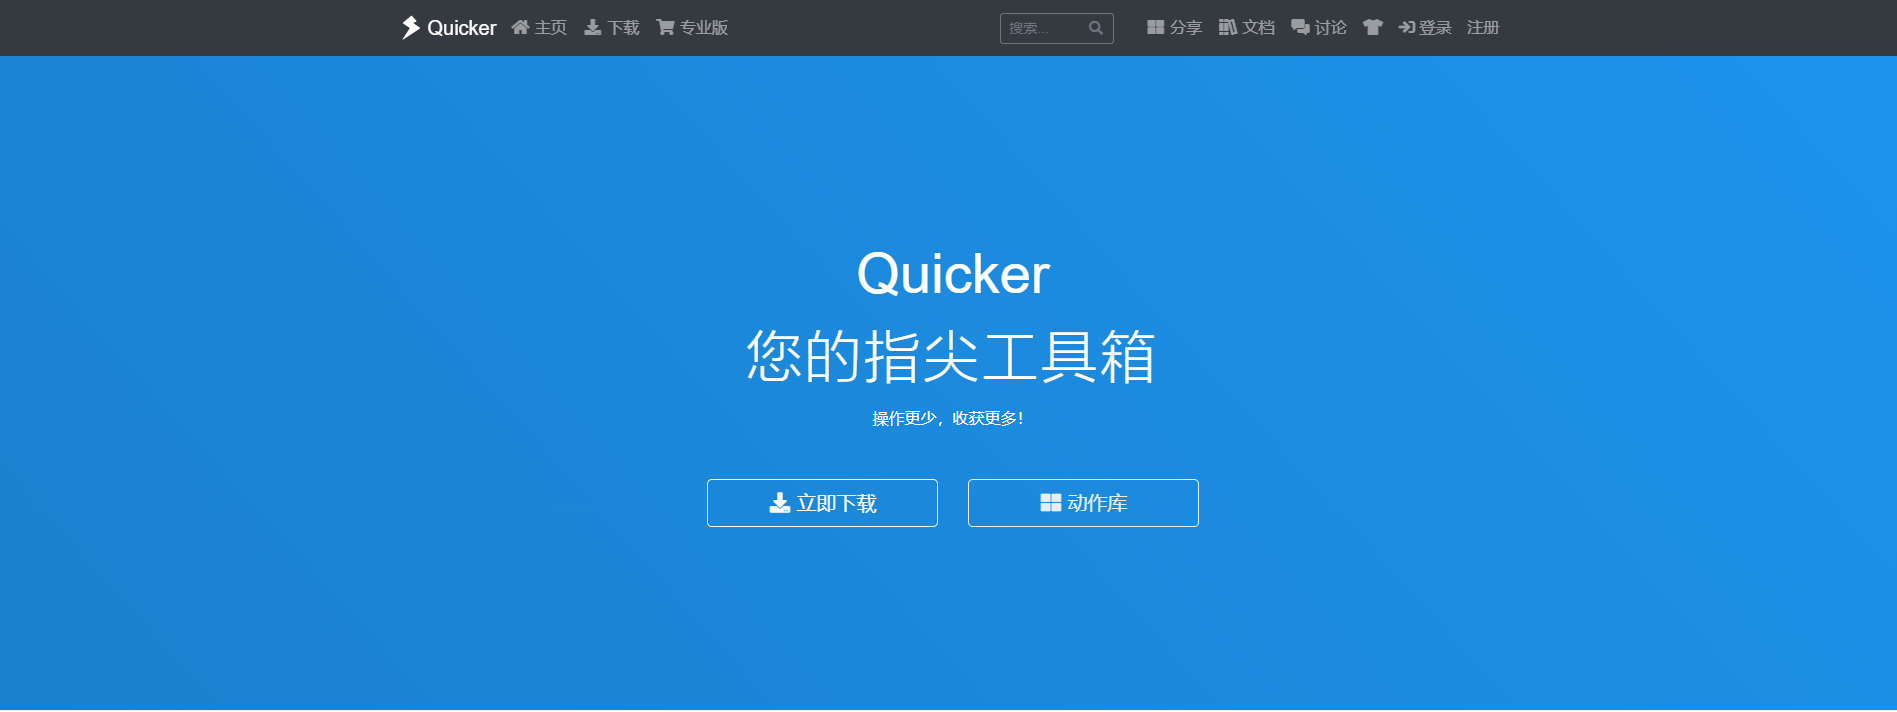 Quicker 主页 下载 专业版 搜索... 分享 文档 讨论 登录 注册
Quicker
您的指尖工具箱
操作更少，收获更多！
立即下载 动作库